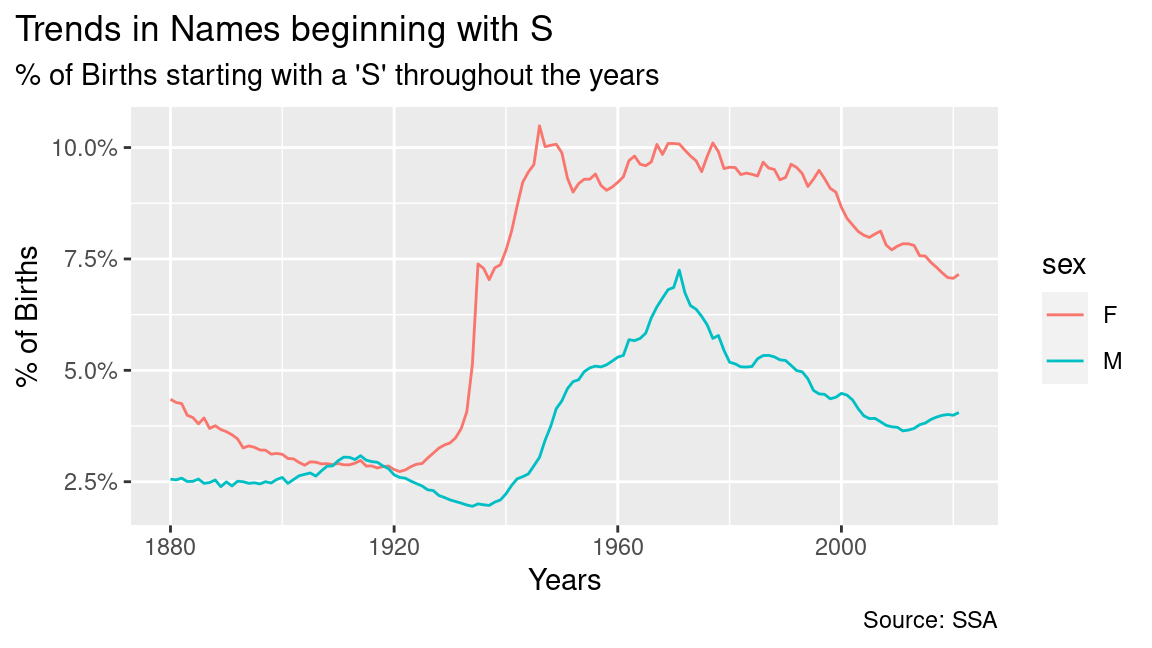 Trends in Names beginning with S
% of Births starting with a 'S' throughout the years
10.0%
7.5%
5.0%
2.5%
% of Births
1880 1920 1960 2000
Years
sex
F
M
Source: SSA